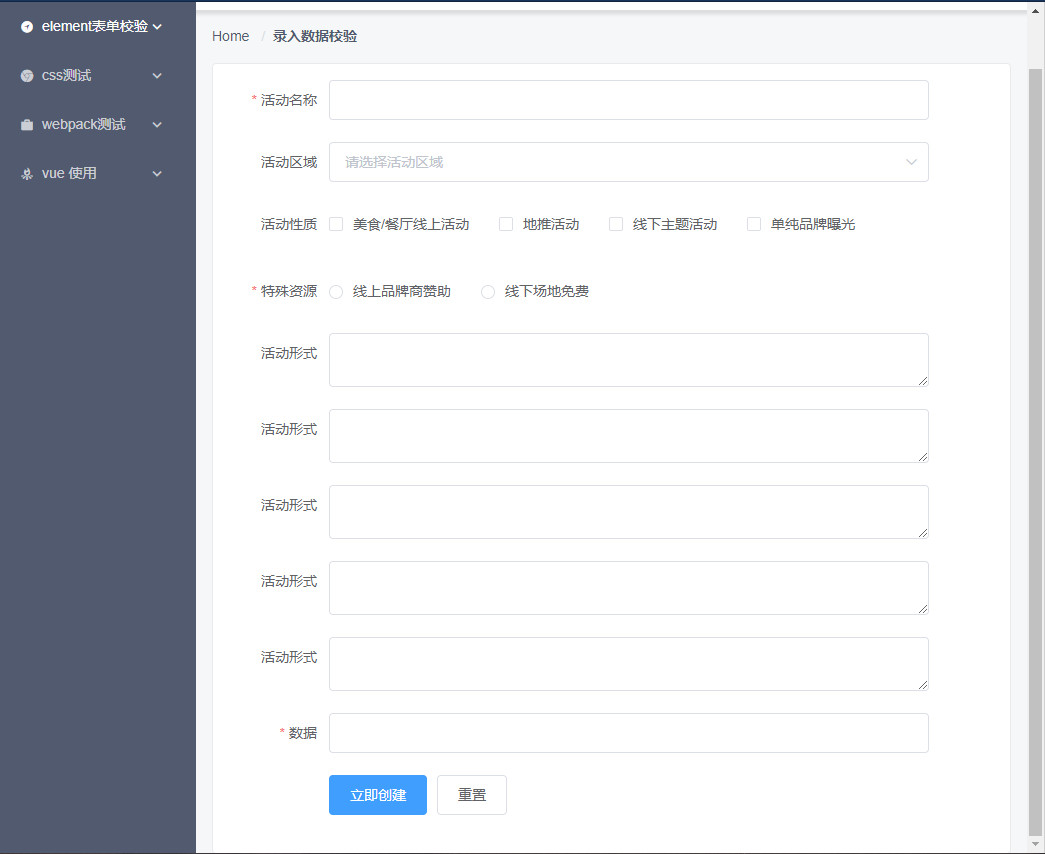 element表单校验
css测试
webpack测试
vue 使用
Home / 录入数据校验
* 活动名称
活动区域 请选择活动区域
活动性质 美食/餐厅线上活动 地推活动 线下主题活动 单纯品牌曝光
* 特殊资源 线上品牌商赞助 线下场地免费
活动形式
活动形式
活动形式
活动形式
活动形式
* 数据
立即创建 重置